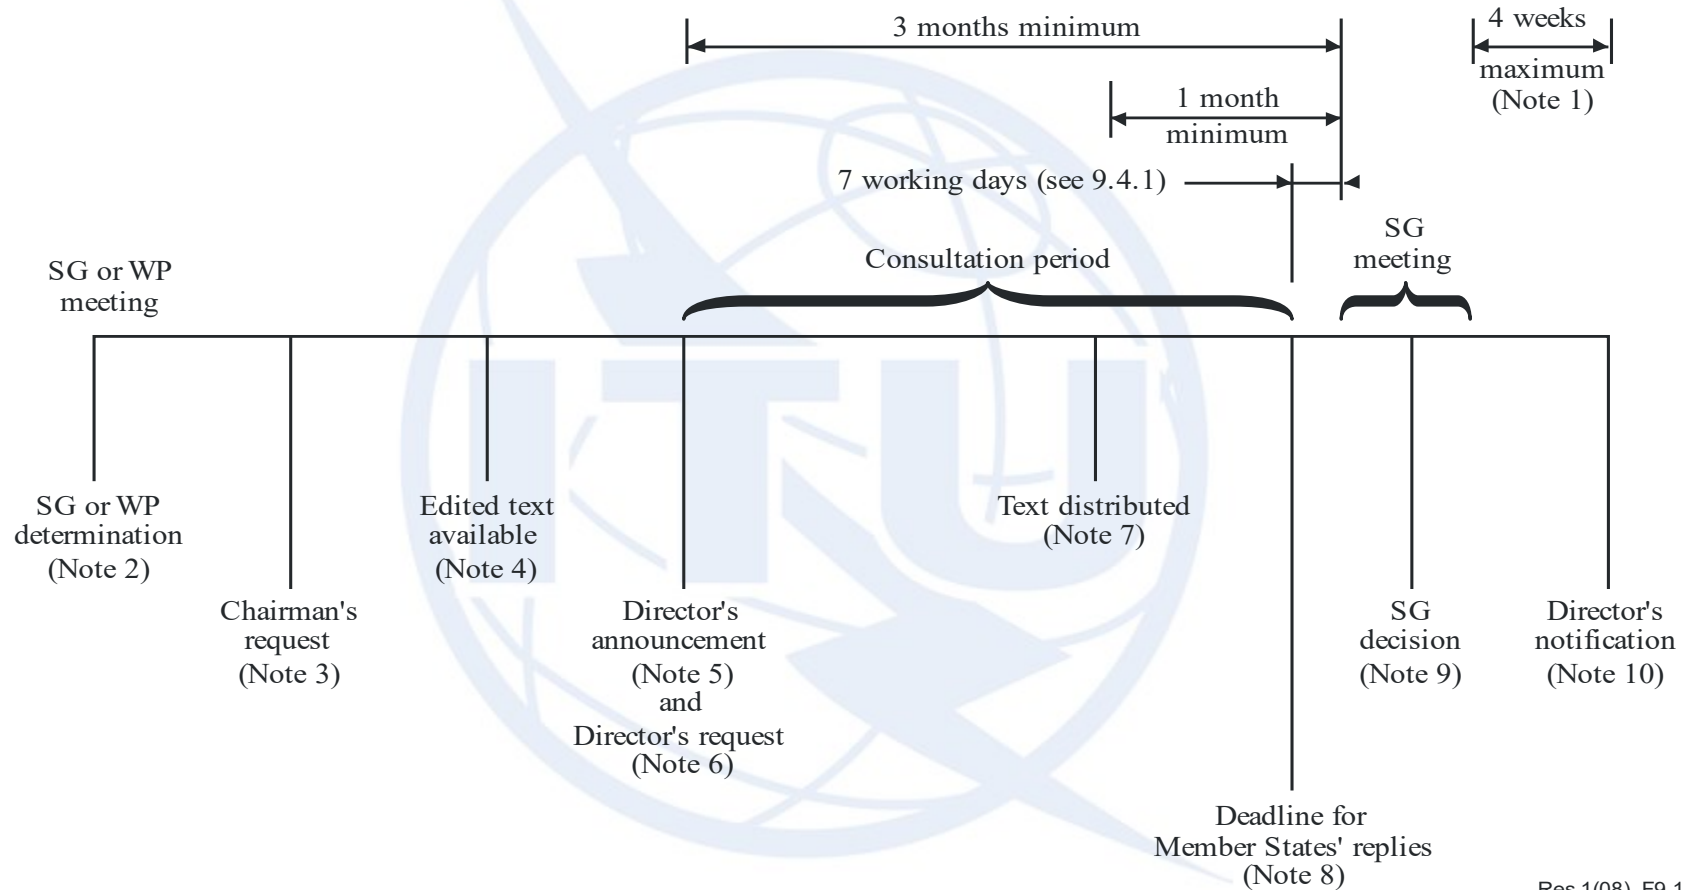 3 months minimum
4 weeks
maximum
(Note 1)
1 month
minimum
7 working days (see 9.4.1)
SG or WP
meeting
Consultation period
SG
meeting
ITU
SG or WP
determination
(Note 2)
Chairman's
request
(Note 3)
Edited text
available
(Note 4)
Director's
announcement
(Note 5)
and
Director's request
(Note 6)
Text distributed
(Note 7)
Deadline for
Member States' replies
(Note 8)
SG
decision
(Note 9)
Director's
notification
(Note 10)
Res.1(08)_F9.1